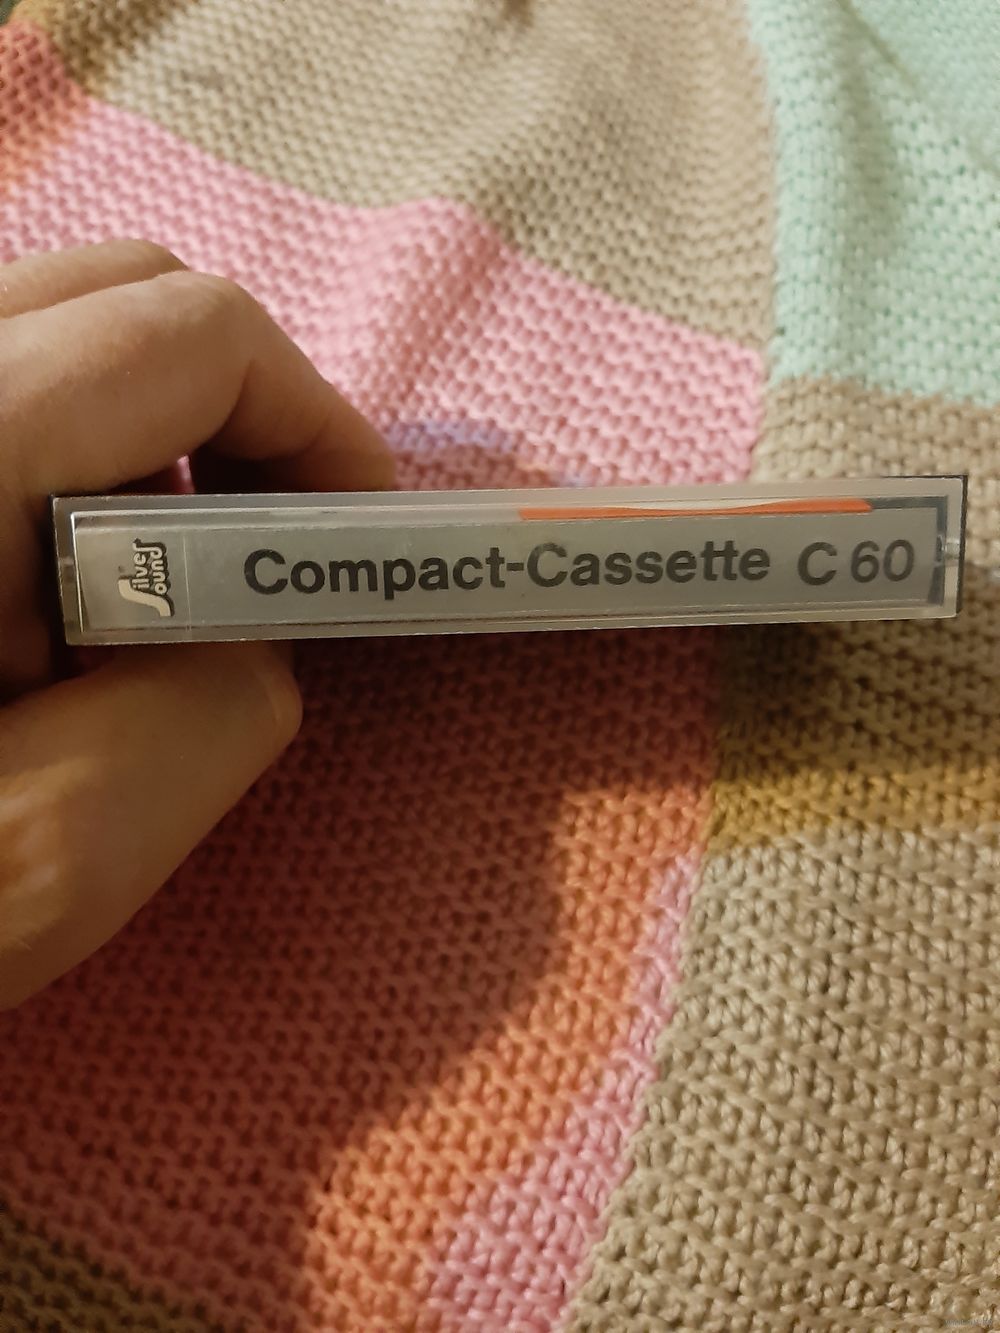 Silver
Sound
Compact-Cassette C 60